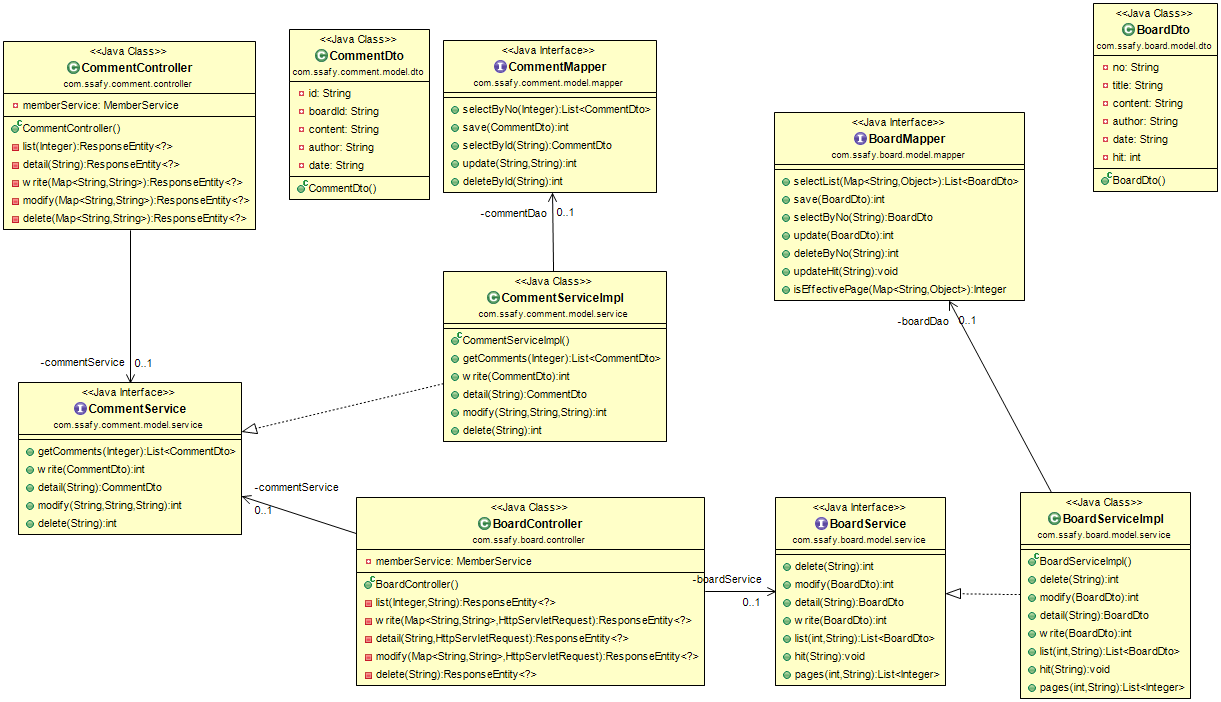 <<Java Class>>
CommentController
com.ssafy.comment.controller
memberService: MemberService
CommentController()
list(Integer):ResponseEntity<?>
detail(String):ResponseEntity<?>
write(Map<String,String>):ResponseEntity<?>
modify(Map<String,String>):ResponseEntity<?>
delete(Map<String,String>):ResponseEntity<?>
<<Java Class>>
CommentDto
com.ssafy.comment.model.dto
id: String
boardId: String
content: String
author: String
date: String
CommentDto()
<<Java Interface>>
CommentMapper
com.ssafy.comment.model.mapper
selectByNo(Integer):List<CommentDto>
save(CommentDto):int
selectById(String):CommentDto
update(String,String):int
deleteById(String):int
<<Java Interface>>
BoardMapper
com.ssafy.board.model.mapper
selectList(Map<String,Object>):List<BoardDto>
save(BoardDto):int
selectByNo(String):BoardDto
update(BoardDto):int
deleteByNo(String):int
updateHit(String):void
isEffectivePage(Map<String,Object>):Integer
<<Java Class>>
BoardDto
com.ssafy.board.model.dto
no: String
title: String
content: String
author: String
date: String
hit: int
BoardDto()
-commentDao 0..1
<<Java Class>>
CommentServiceImpl
com.ssafy.comment.model.service
CommentServiceImpl()
getComments(Integer):List<CommentDto>
write(CommentDto):int
detail(String):CommentDto
modify(String,String,String):int
delete(String):int
-boardDao 0..1
-commentService 0..1
<<Java Interface>>
CommentService
com.ssafy.comment.model.service
getComments(Integer):List<CommentDto>
write(CommentDto):int
detail(String):CommentDto
modify(String,String,String):int
delete(String):int
-commentService
0..1
<<Java Class>>
BoardController
com.ssafy.board.controller
memberService: MemberService
BoardController()
list(Integer,String):ResponseEntity<?>
write(Map<String,String>,HttpServletRequest):ResponseEntity<?>
detail(String,HttpServletRequest):ResponseEntity<?>
modify(Map<String,String>,HttpServletRequest):ResponseEntity<?>
delete(String):ResponseEntity<?>
-boardService
0..1
<<Java Interface>>
BoardService
com.ssafy.board.model.service
delete(String):int
modify(BoardDto):int
detail(String):BoardDto
write(BoardDto):int
list(int,String):List<BoardDto>
hit(String):void
pages(int,String):List<Integer>
<<Java Class>>
BoardServiceImpl
com.ssafy.board.model.service
BoardServiceImpl()
delete(String):int
modify(BoardDto):int
detail(String):BoardDto
write(BoardDto):int
list(int,String):List<BoardDto>
hit(String):void
pages(int,String):List<Integer>